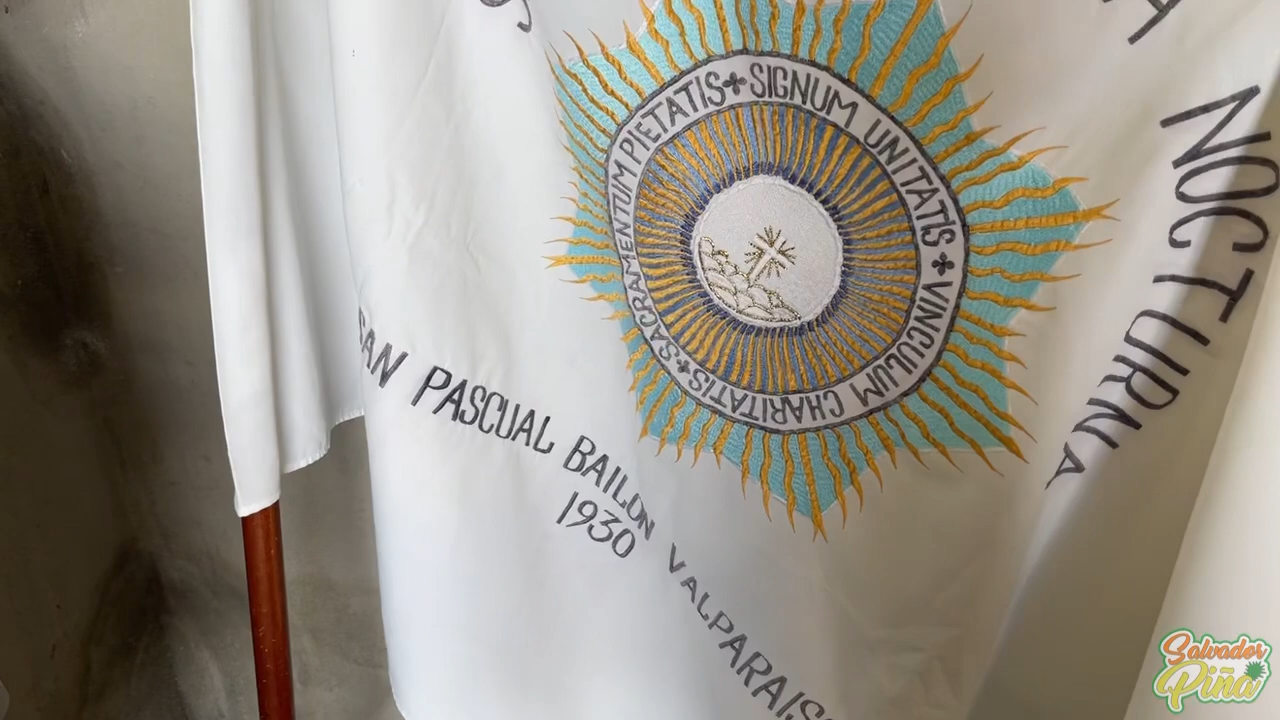 A NOCTURNA
SIGNUM UNITATIS ✤ VINCULUM CHARITATIS ✤ SACRAMENTUM PIETATIS ✤
SAN PASCUAL BAILON VALPARAISO
1930
Salvador
Piña